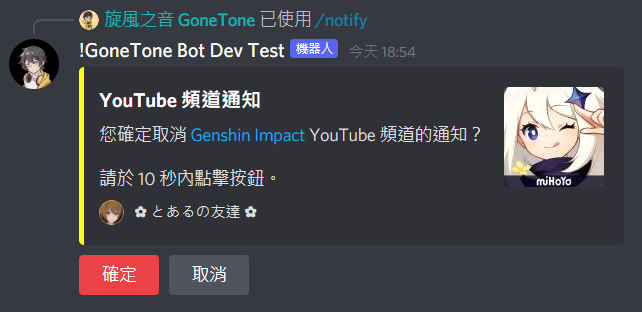 旋風之音 GoneTone 已使用 /notify
!GoneTone Bot Dev Test 機器人 今天 18:54
YouTube 頻道通知
您確定取消 Genshin Impact YouTube 頻道的通知？
miHoYo
請於 10 秒內點擊按鈕。
✿ とあるの友達 ✿
確定 取消